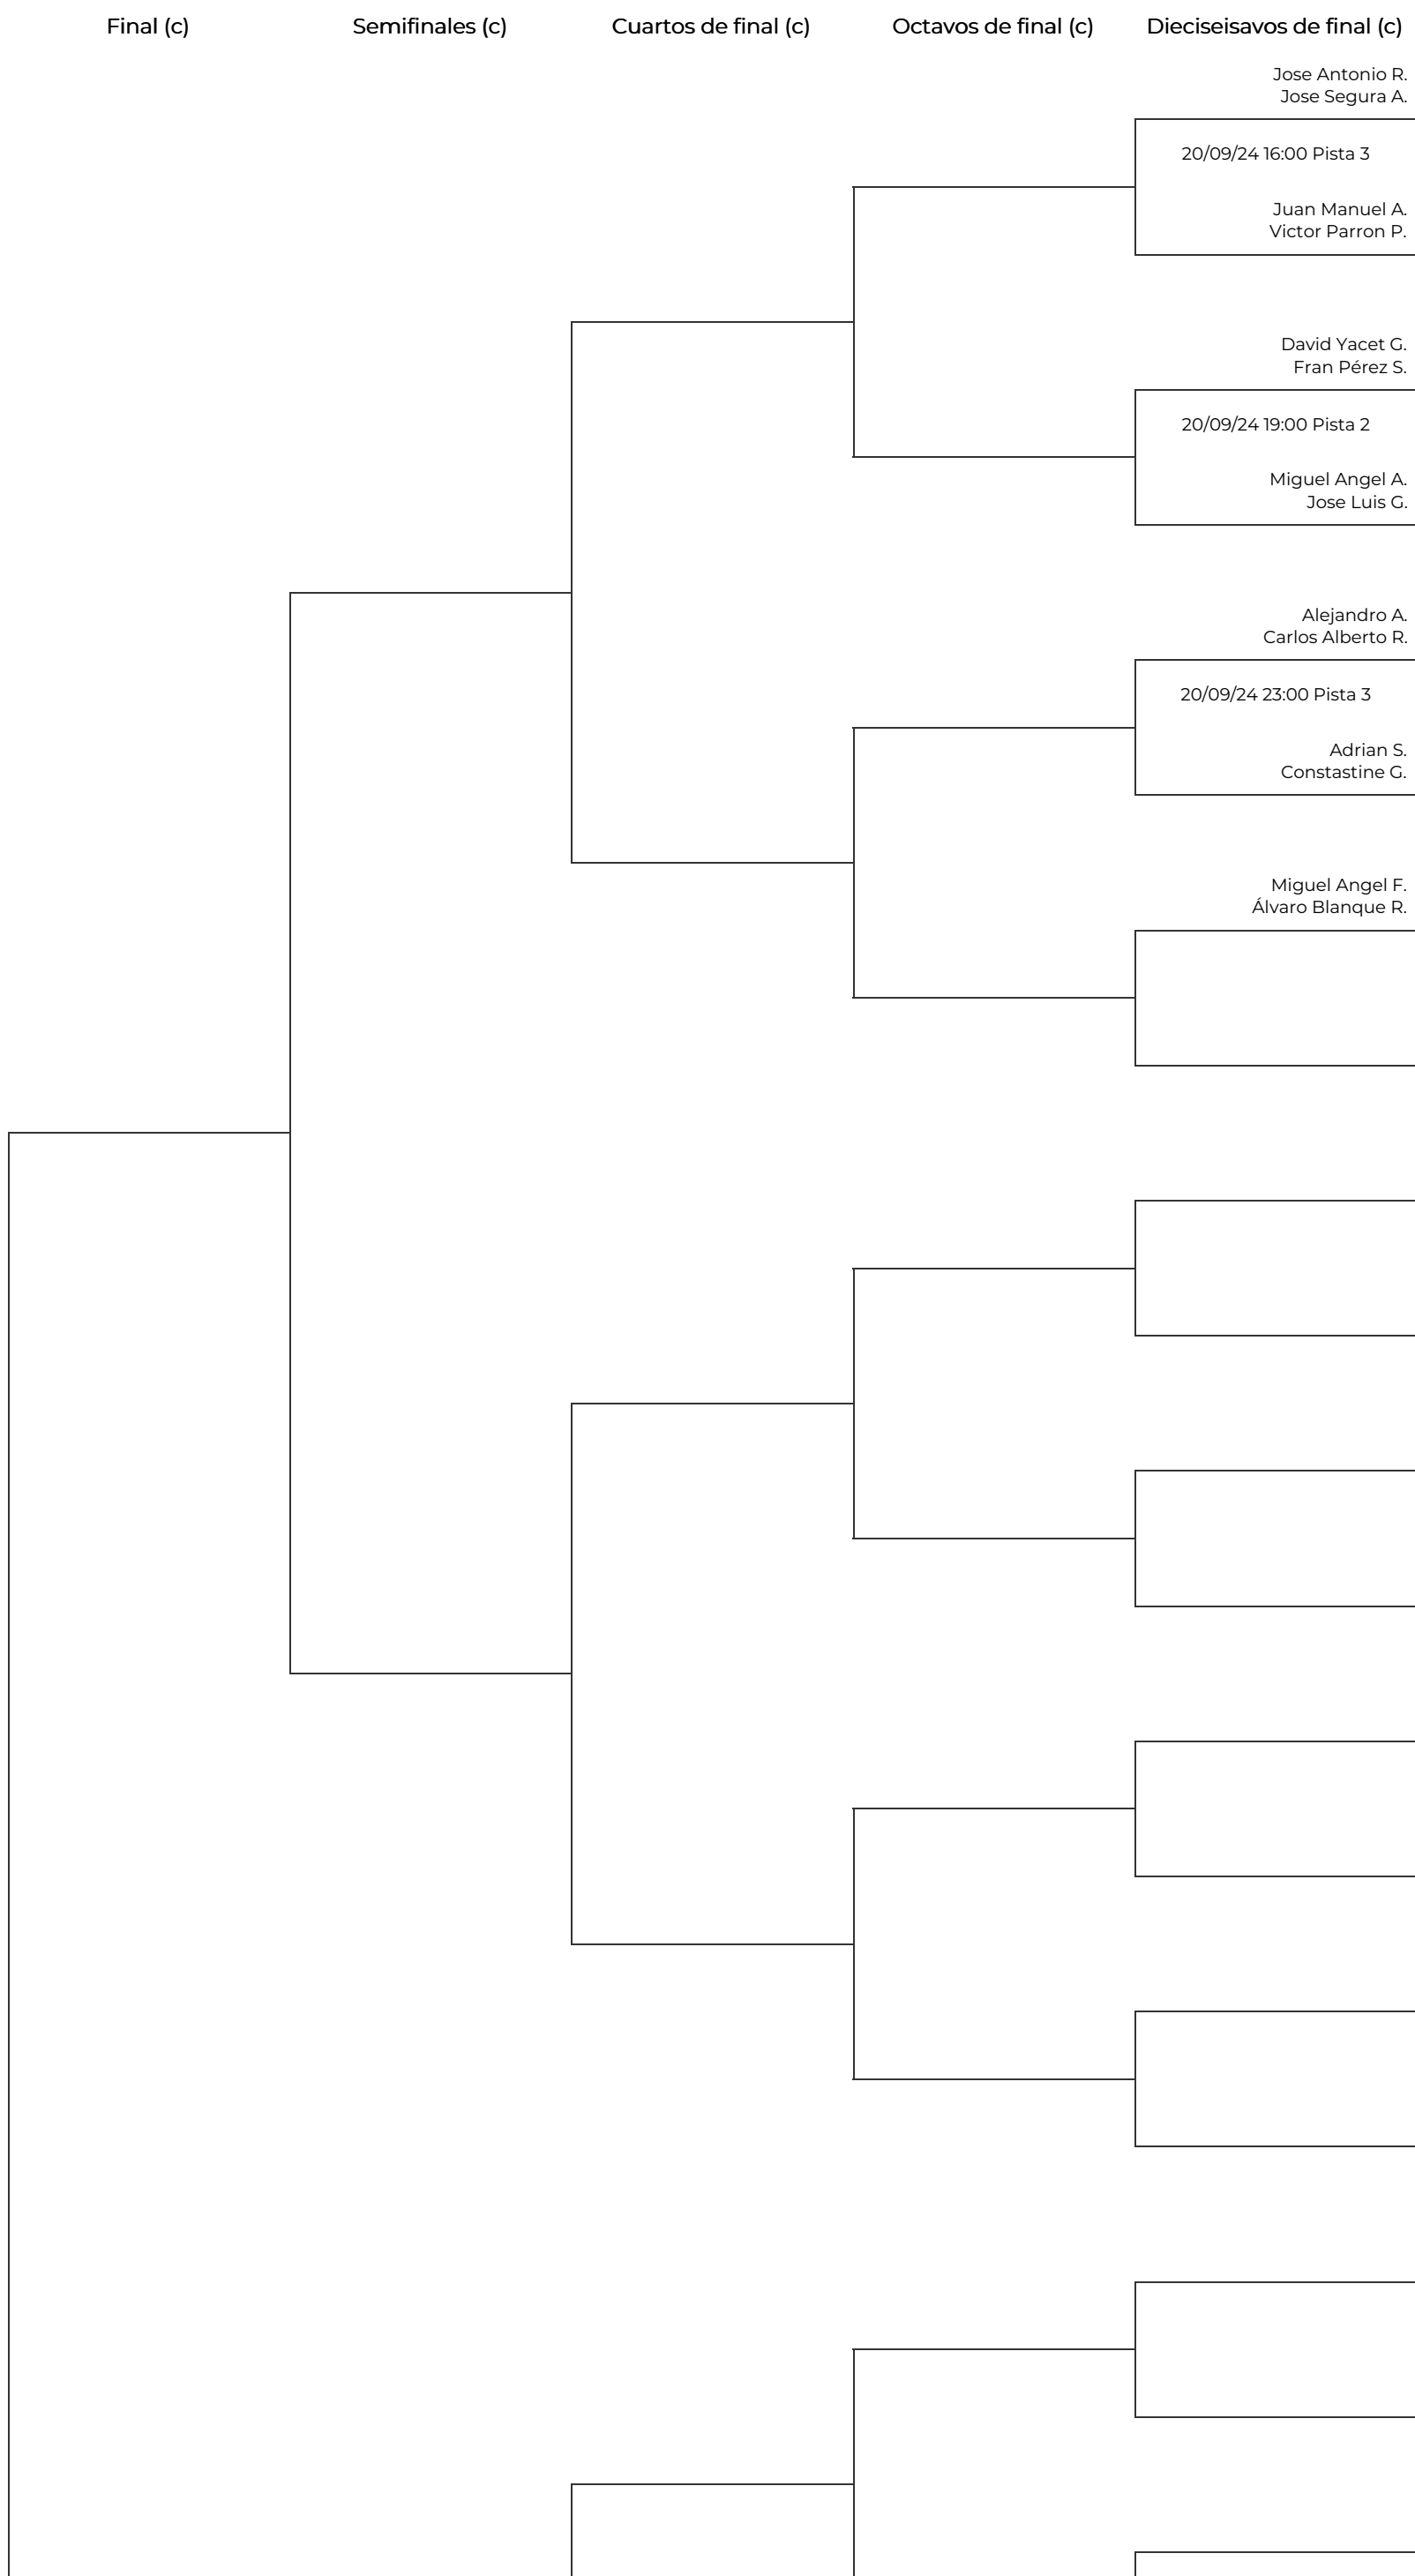 Final (c)
Semifinales (c)
Cuartos de final (c)
Octavos de final (c)
Dieciseisavos de final (c)
Jose Antonio R.
Jose Segura A.
20/09/24 16:00 Pista 3
Juan Manuel A.
Victor Parron P.
David Yacet G.
Fran Pérez S.
20/09/24 19:00 Pista 2
Miguel Angel A.
Jose Luis G.
Alejandro A.
Carlos Alberto R.
20/09/24 23:00 Pista 3
Adrian S.
Constastine G.
Miguel Angel F.
Álvaro Blanque R.